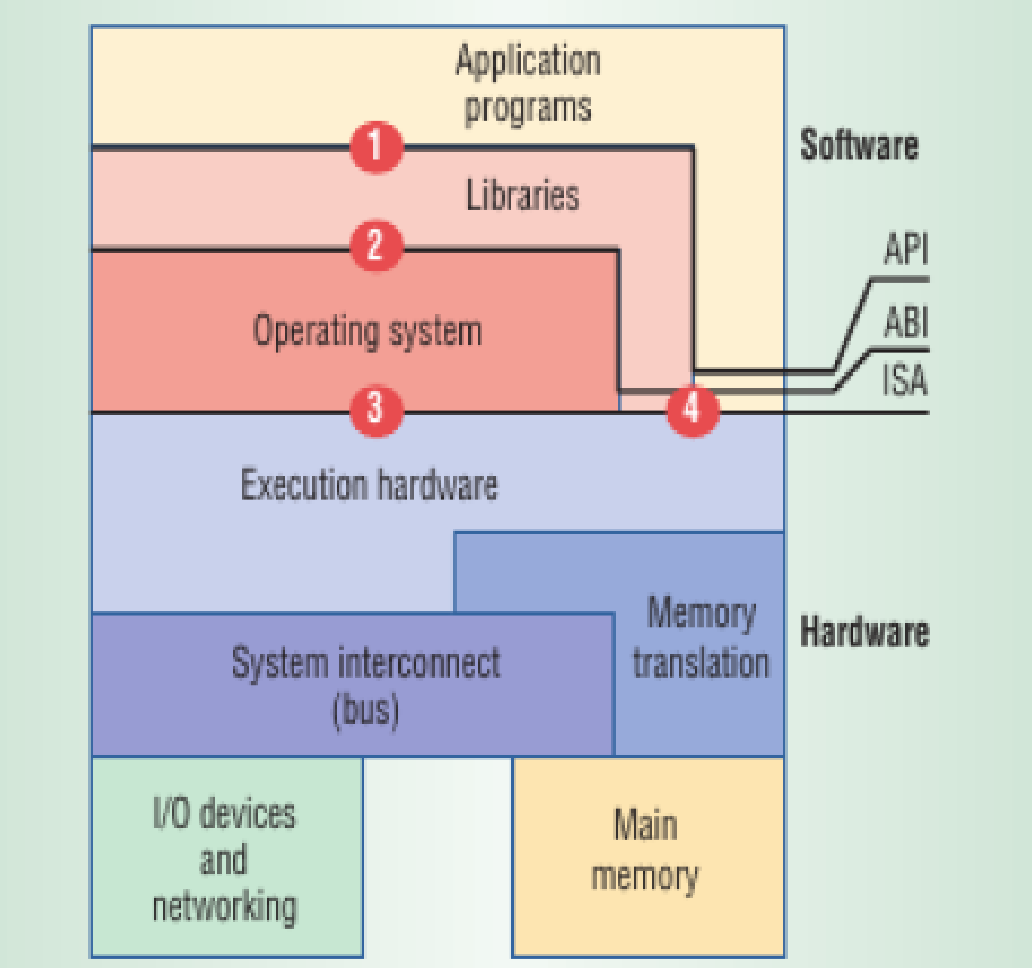 Application
programs
1
Software
Libraries
2
API
Operating system
ABI
ISA
3
4
Execution hardware
Memory
translation
Hardware
System interconnect
(bus)
I/O devices
and
networking
Main
memory